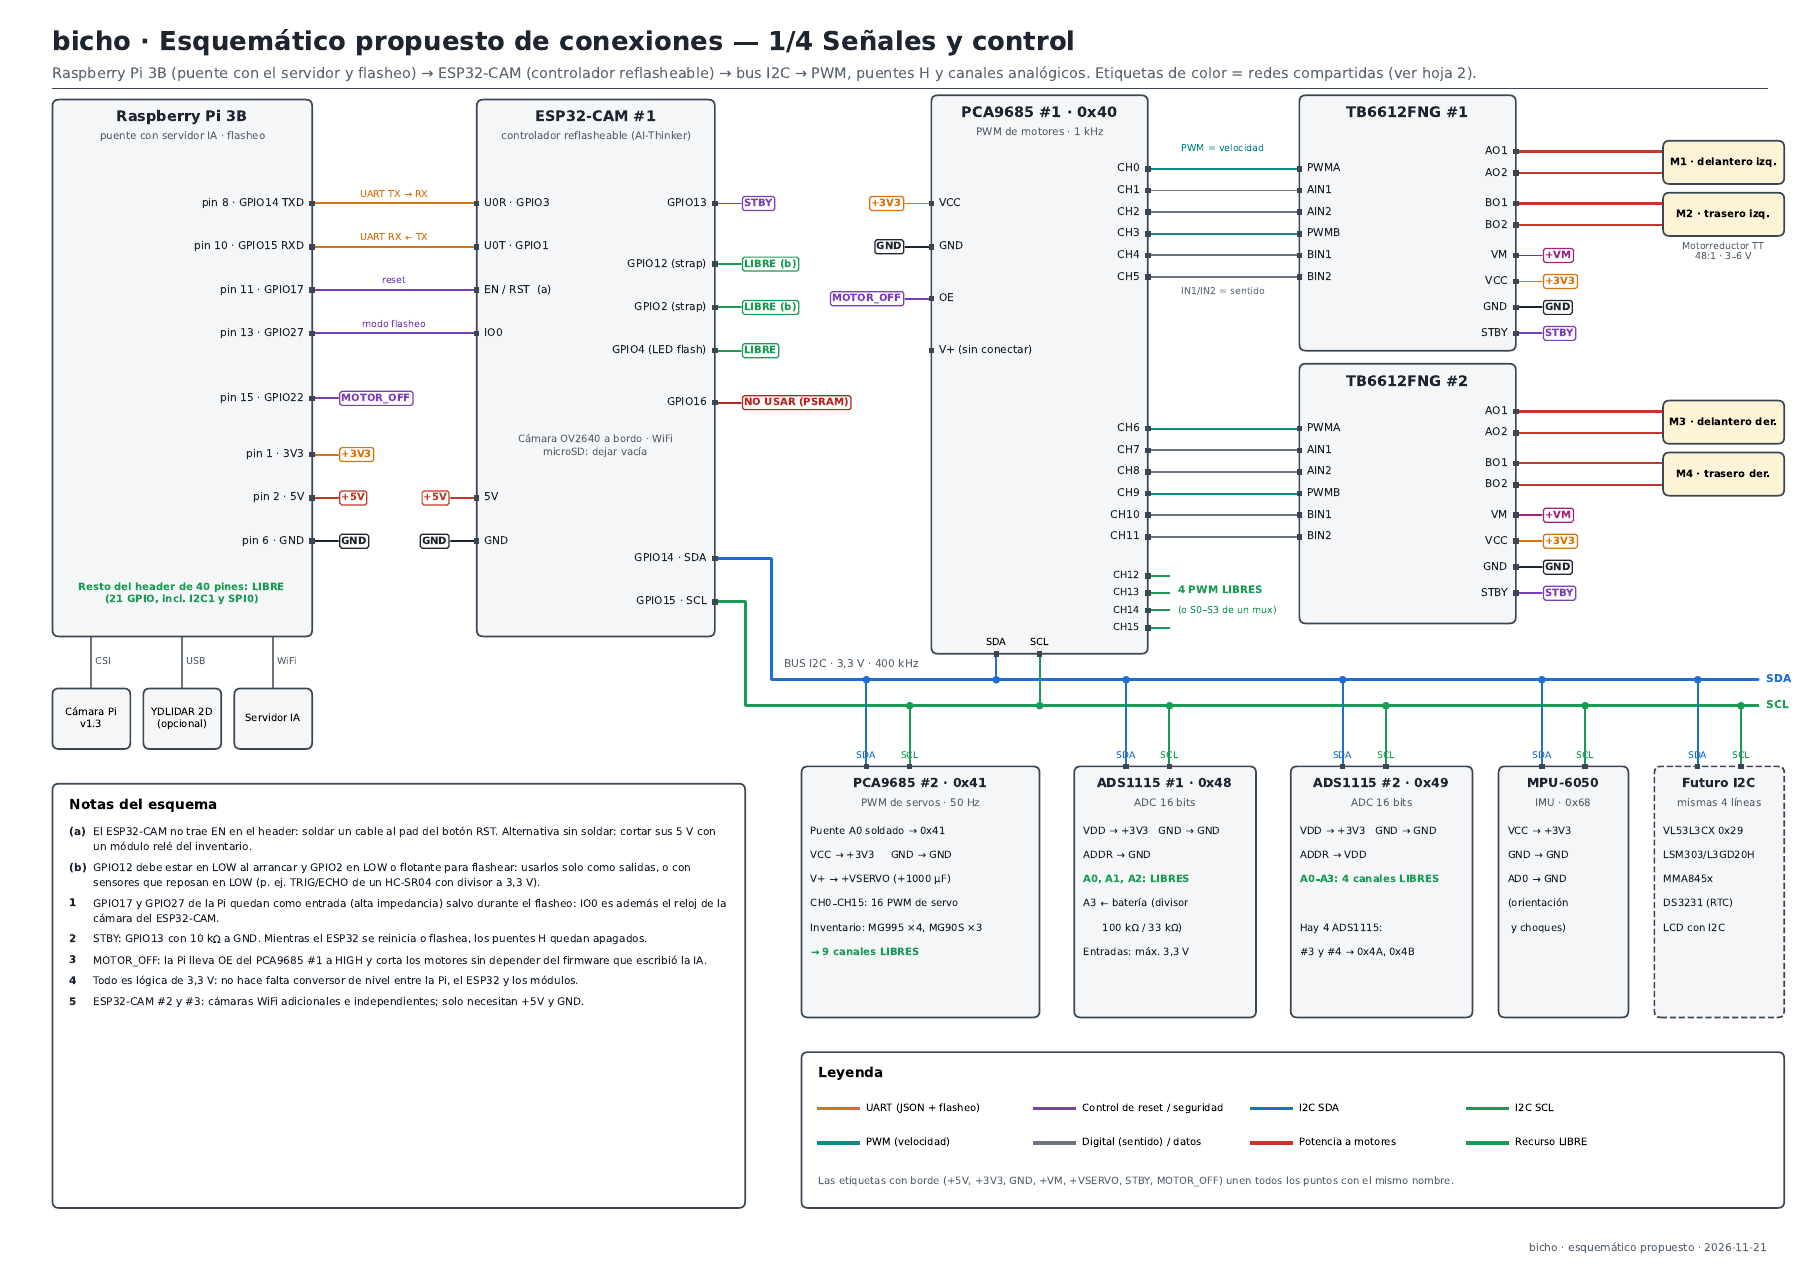 bicho · Esquemático propuesto de conexiones — 1/4 Señales y control
Raspberry Pi 3B (puente con el servidor y flasheo) → ESP32-CAM (controlador reflasheable) → bus I2C → PWM, puentes H y canales analógicos. Etiquetas de color = redes compartidas (ver hoja 2).
Raspberry Pi 3B
puente con servidor IA · flasheo
pin 8 · GPIO14 TXD
pin 10 · GPIO15 RXD
pin 11 · GPIO17
pin 13 · GPIO27
pin 15 · GPIO22
MOTOR_OFF
pin 1 · 3V3
+3V3
pin 2 · 5V
+5V
pin 6 · GND
GND
Resto del header de 40 pines: LIBRE
(21 GPIO, incl. I2C1 y SPI0)
UART TX → RX
UART RX ← TX
reset
modo flasheo
+5V
GND
CSI
USB
WiFi
Cámara Pi
v1.3
YDLIDAR 2D
(opcional)
Servidor IA
ESP32-CAM #1
controlador reflasheable (AI-Thinker)
U0R · GPIO3
U0T · GPIO1
EN / RST (a)
IO0
5V
GND
GPIO13
STBY
GPIO12 (strap)
LIBRE (b)
GPIO2 (strap)
LIBRE (b)
GPIO4 (LED flash)
LIBRE
GPIO16
NO USAR (PSRAM)
Cámara OV2640 a bordo · WiFi
microSD: dejar vacía
GPIO14 · SDA
GPIO15 · SCL
PCA9685 #1 · 0x40
PWM de motores · 1 kHz
+3V3
VCC
GND
GND
MOTOR_OFF
OE
V+ (sin conectar)
CH0
CH1
CH2
CH3
CH4
CH5
CH6
CH7
CH8
CH9
CH10
CH11
CH12
CH13
CH14
CH15
4 PWM LIBRES
(o S0–S3 de un mux)
SDA
SCL
PWM = velocidad
IN1/IN2 = sentido
TB6612FNG #1
PWMA
AIN1
AIN2
PWMB
BIN1
BIN2
AO1
AO2
BO1
BO2
VM
+VM
VCC
+3V3
GND
GND
STBY
STBY
M1 · delantero izq.
M2 · trasero izq.
Motorreductor TT
48:1 · 3–6 V
TB6612FNG #2
PWMA
AIN1
AIN2
PWMB
BIN1
BIN2
AO1
AO2
BO1
BO2
VM
+VM
VCC
+3V3
GND
GND
STBY
STBY
M3 · delantero der.
M4 · trasero der.
BUS I2C · 3,3 V · 400 kHz
SDA
SCL
SDA
SCL
SDA
SCL
SDA
SCL
SDA
SCL
SDA
SCL
PCA9685 #2 · 0x41
PWM de servos · 50 Hz
Puente A0 soldado → 0x41
VCC → +3V3 GND → GND
V+ → +VSERVO (+1000 µF)
CH0–CH15: 16 PWM de servo
Inventario: MG995 ×4, MG90S ×3
→ 9 canales LIBRES
ADS1115 #1 · 0x48
ADC 16 bits
VDD → +3V3 GND → GND
ADDR → GND
A0, A1, A2: LIBRES
A3 ← batería (divisor
100 kΩ / 33 kΩ)
Entradas: máx. 3,3 V
ADS1115 #2 · 0x49
ADC 16 bits
VDD → +3V3 GND → GND
ADDR → VDD
A0–A3: 4 canales LIBRES
Hay 4 ADS1115:
#3 y #4 → 0x4A, 0x4B
MPU-6050
IMU · 0x68
VCC → +3V3
GND → GND
AD0 → GND
(orientación
y choques)
Futuro I2C
mismas 4 líneas
VL53L3CX 0x29
LSM303/L3GD20H
MMA845x
DS3231 (RTC)
LCD con I2C
Notas del esquema
(a) El ESP32-CAM no trae EN en el header: soldar un cable al pad del botón RST. Alternativa sin soldar: cortar sus 5 V con
un módulo relé del inventario.
(b) GPIO12 debe estar en LOW al arrancar y GPIO2 en LOW o flotante para flashear: usarlos solo como salidas, o con
sensores que reposan en LOW (p. ej. TRIG/ECHO de un HC-SR04 con divisor a 3,3 V).
1 GPIO17 y GPIO27 de la Pi quedan como entrada (alta impedancia) salvo durante el flasheo: IO0 es además el reloj de la
cámara del ESP32-CAM.
2 STBY: GPIO13 con 10 kΩ a GND. Mientras el ESP32 se reinicia o flashea, los puentes H quedan apagados.
3 MOTOR_OFF: la Pi lleva OE del PCA9685 #1 a HIGH y corta los motores sin depender del firmware que escribió la IA.
4 Todo es lógica de 3,3 V: no hace falta conversor de nivel entre la Pi, el ESP32 y los módulos.
5 ESP32-CAM #2 y #3: cámaras WiFi adicionales e independientes; solo necesitan +5V y GND.
Leyenda
UART (JSON + flasheo)
Control de reset / seguridad
I2C SDA
I2C SCL
PWM (velocidad)
Digital (sentido) / datos
Potencia a motores
Recurso LIBRE
Las etiquetas con borde (+5V, +3V3, GND, +VM, +VSERVO, STBY, MOTOR_OFF) unen todos los puntos con el mismo nombre.
bicho · esquemático propuesto · 2026-11-21